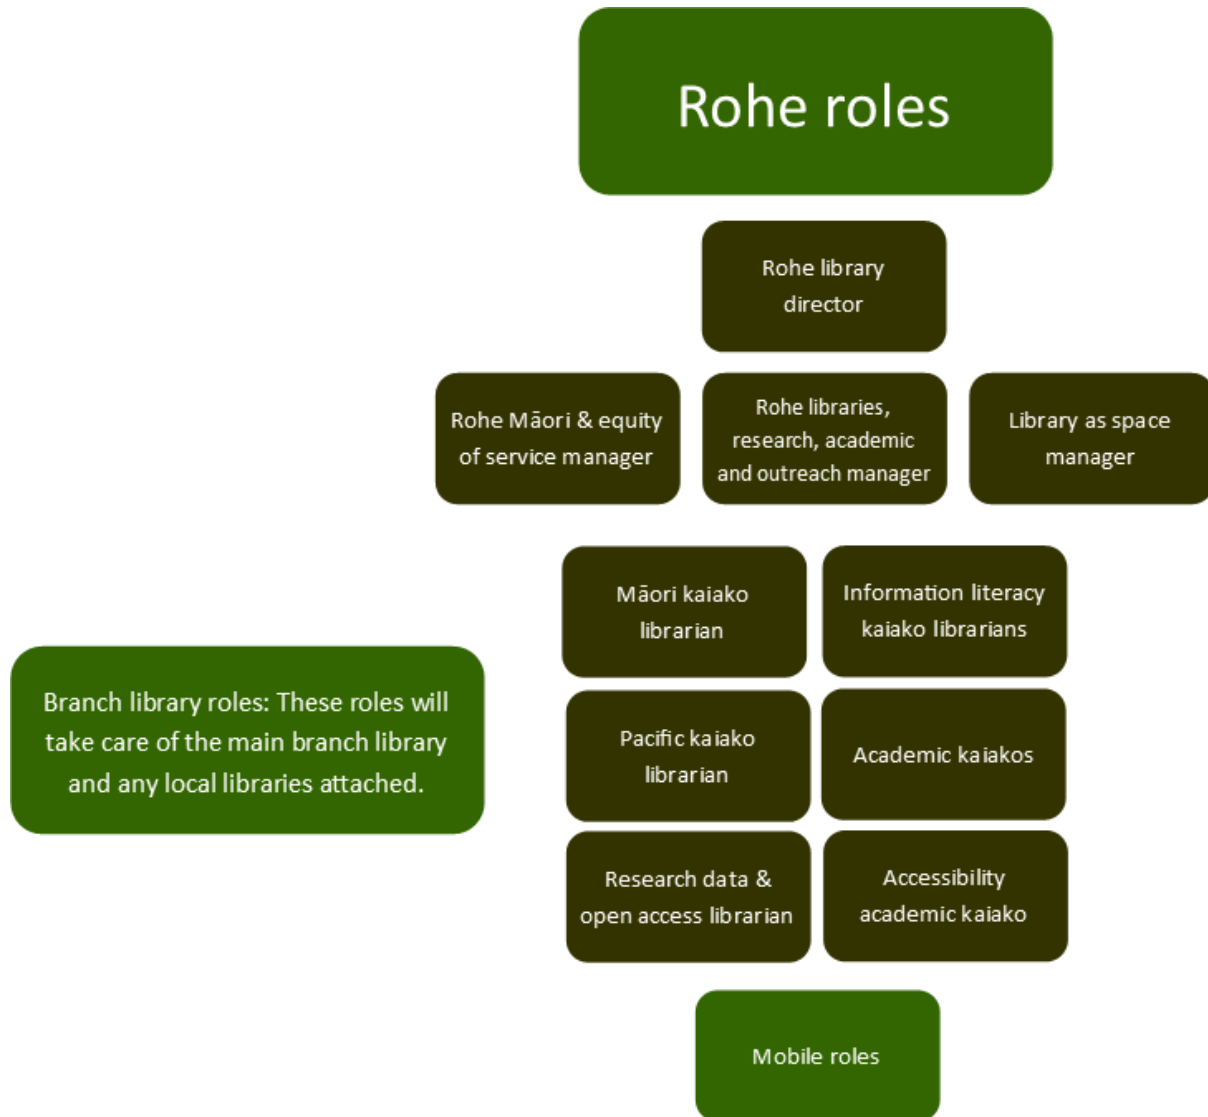 Rohe roles
Rohe library
director
Rohe Māori & equity
of service manager
Rohe libraries,
research, academic
and outreach manager
Library as space
manager
Māori kaiako
librarian
Information literacy
kaiako librarians
Branch library roles: These roles will
take care of the main branch library
and any local libraries attached.
Pacific kaiako
librarian
Academic kaiakos
Research data &
open access librarian
Accessibility
academic kaiako
Mobile roles